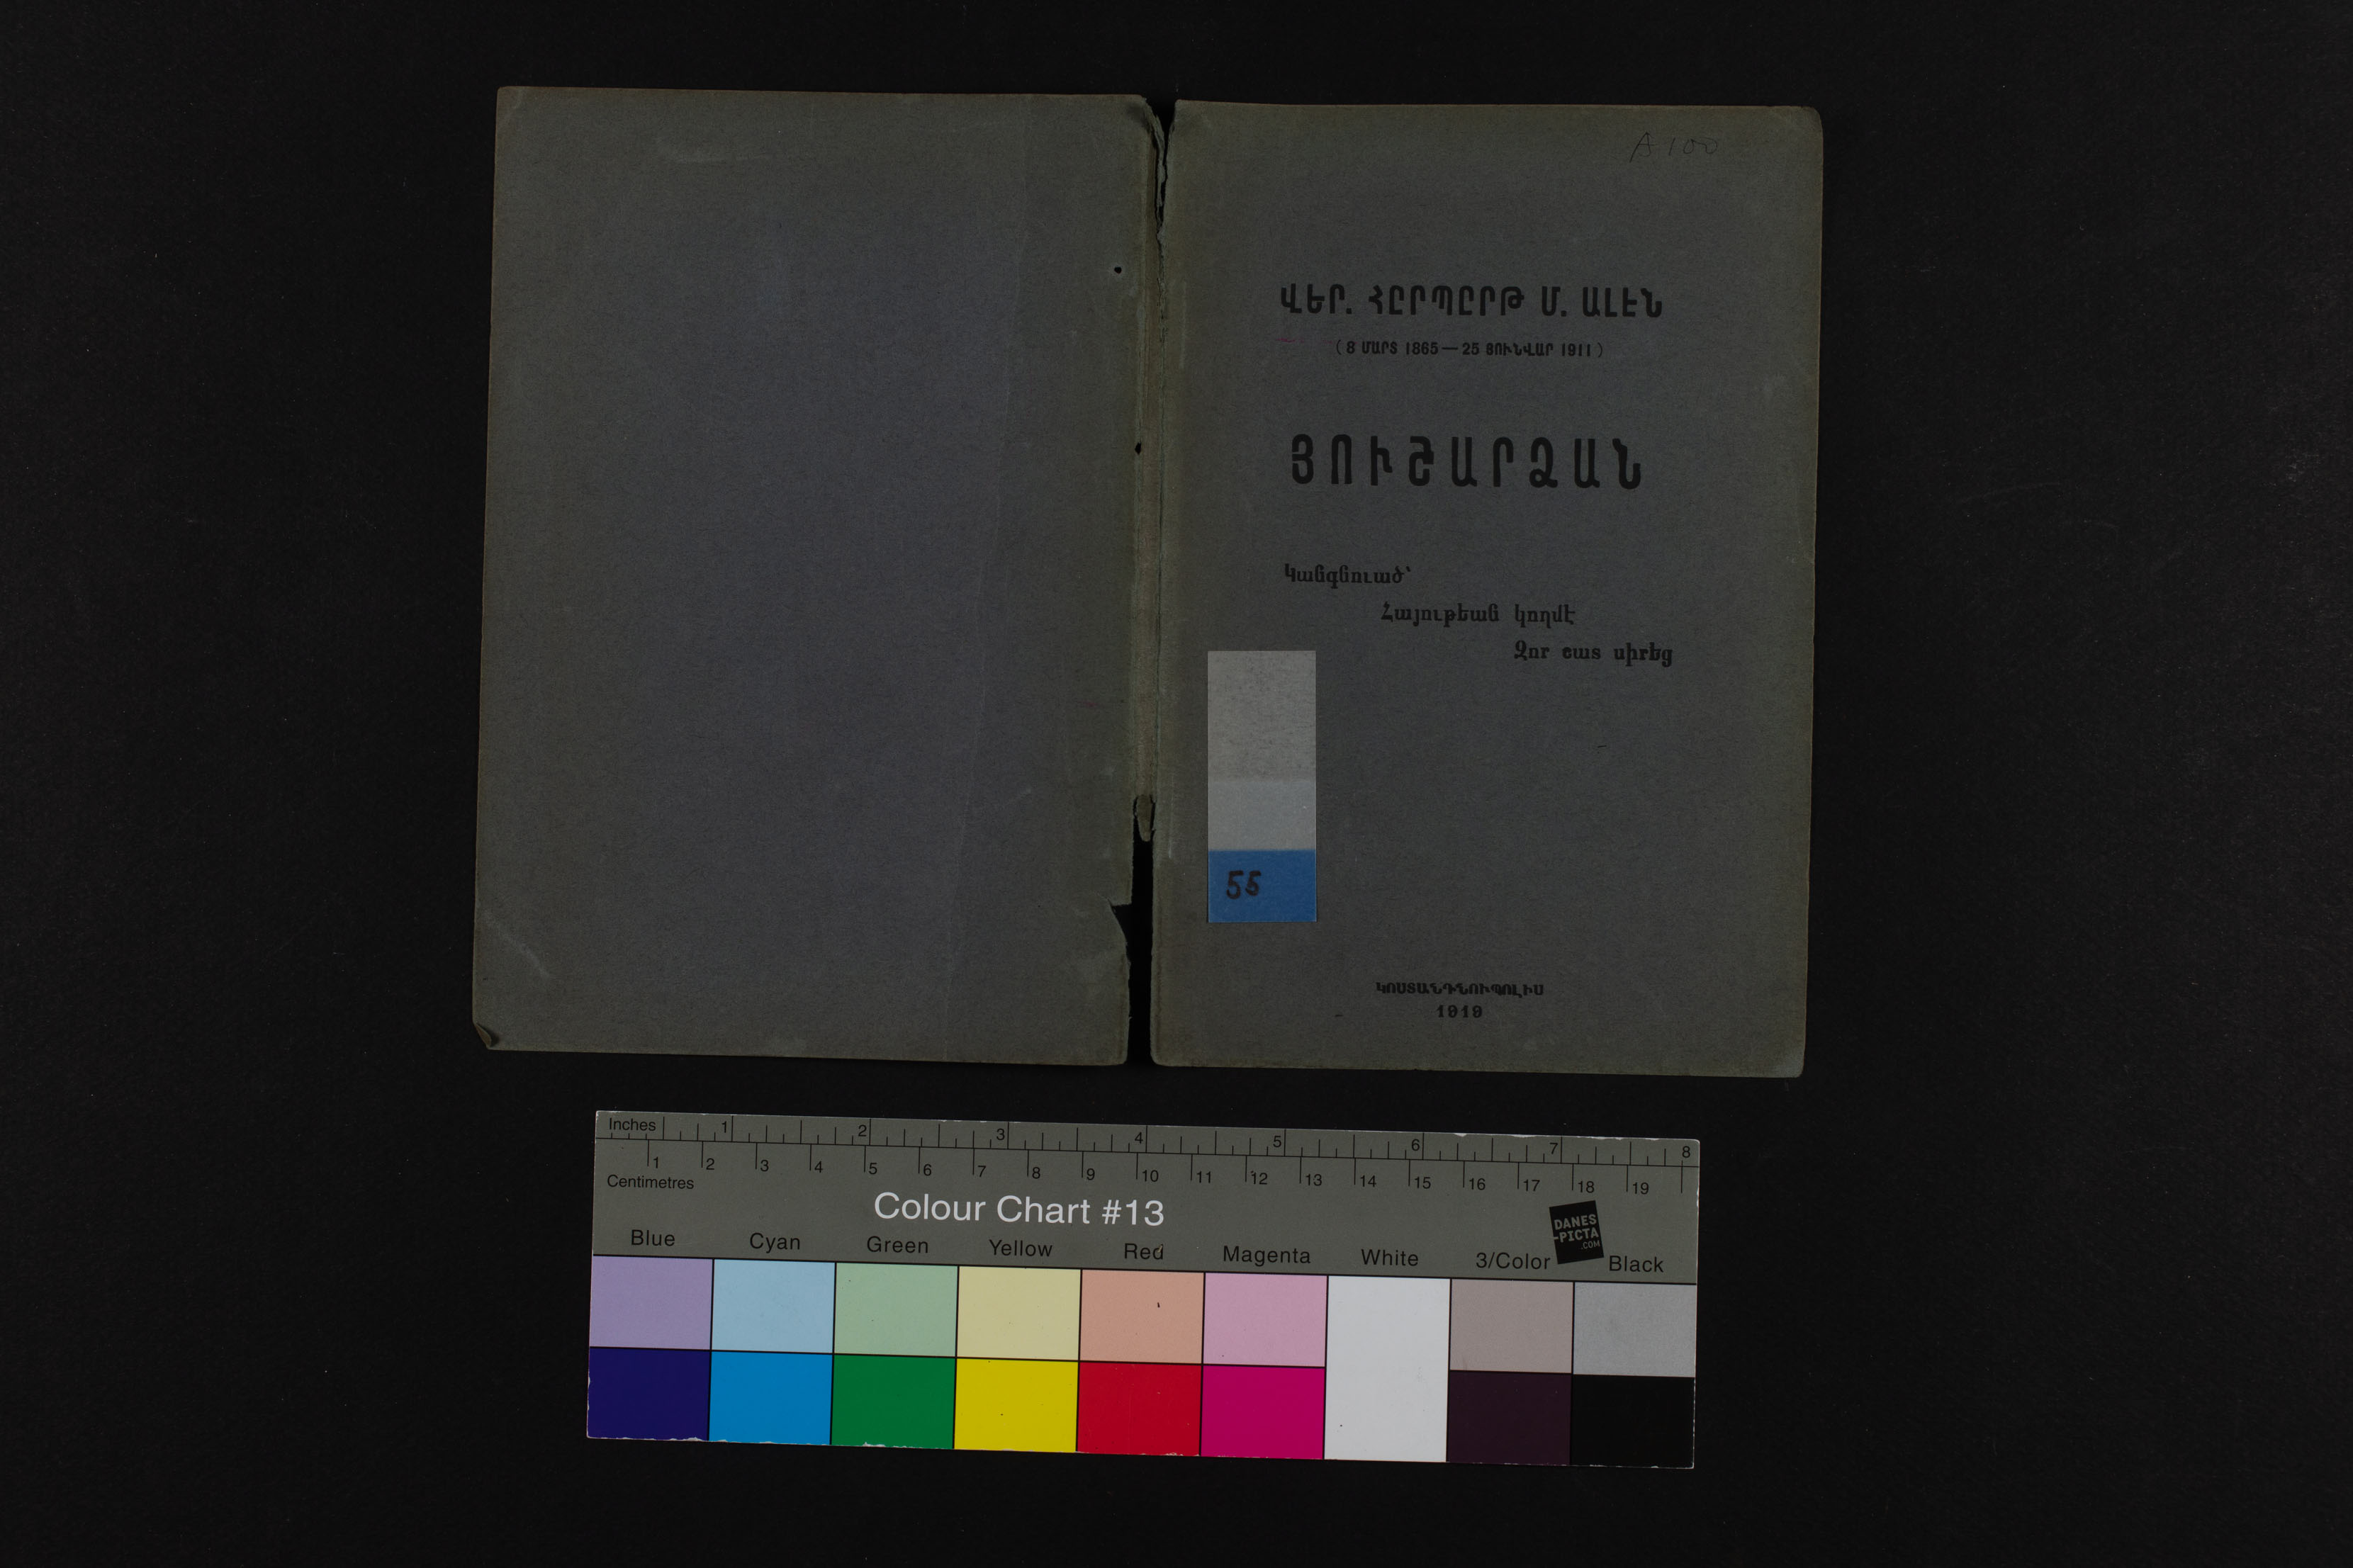 A 100
ՎԵՐ. ՀԸՐՊԸՐԹ Մ. ԱԼԷՆ
( 8 ՄԱՐՏ 1865 — 25 ՅՈՒՆՎԱՐ 1911 )
ՅՈՒՇԱՐՁԱՆ
Կանգնուած՝
Հայութեան կողմէ
Զոր շատ սիրեց
55
ԿՈՍՏԱՆԴՆՈՒՊՈԼԻՍ
1919
Inches 1 2 3 4 5 6 7 8
1 2 3 4 5 6 7 8 9 10 11 12 13 14 15 16 17 18 19
Centimetres
Colour Chart #13
DANES
-PICTA
.COM
Blue Cyan Green Yellow Red Magenta White 3/Color Black